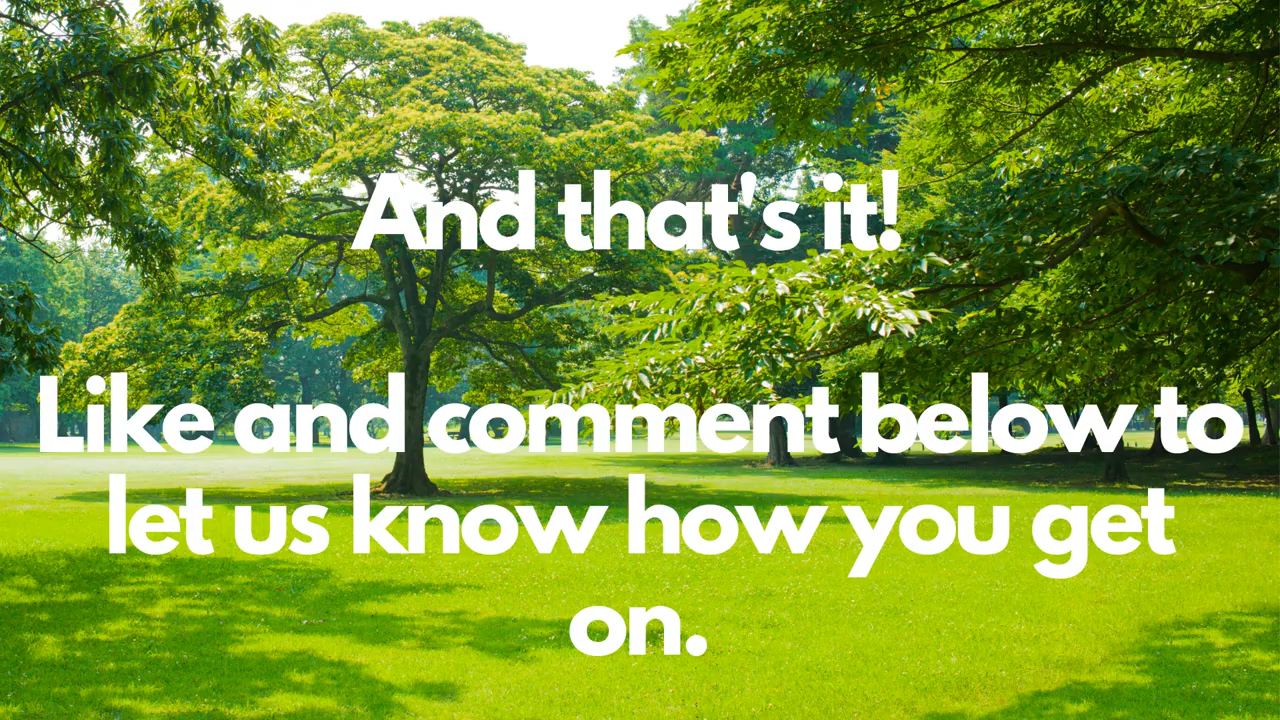 And that's it!
Like and comment below to
let us know how you get
on.